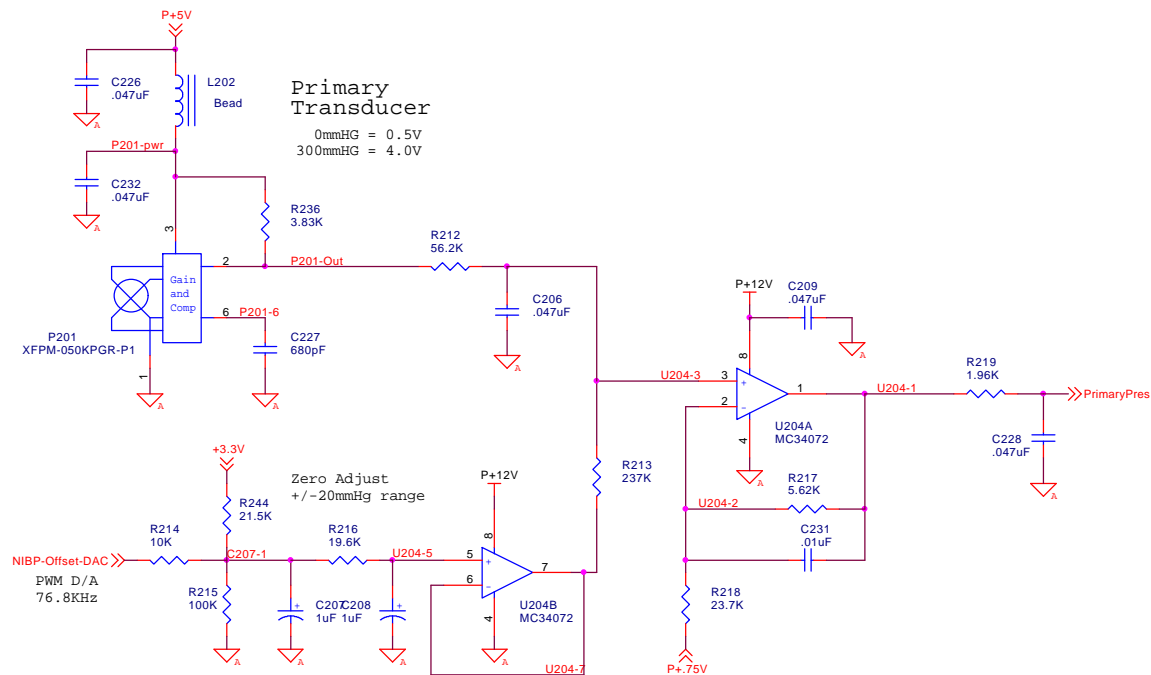 P+5V
C226
.047uF
L202
Bead
Primary
Transducer
0mmHG = 0.5V
300mmHG = 4.0V
A
P201-pwr
C232
.047uF
A
R236
3.83K
3
R212
56.2K
2
P201-Out
Gain
and
Comp
6
P201-6
C206
.047uF
P+12V
C209
.047uF
P201
XFPM-050KPGR-P1
C227
680pF
A
A
8
1
A
A
U204-3
3
+
2
-
1
U204-1
R219
1.96K
PrimaryPres
4
U204A
MC34072
C228
.047uF
A
A
+3.3V
Zero Adjust
+/-20mmHg range
P+12V
R213
237K
R217
5.62K
U204-2
R244
21.5K
C231
.01uF
R214
10K
R216
19.6K
8
NIBP-Offset-DAC
C207-1
U204-5
5
+
6
-
7
PWM D/A
76.8KHz
R215
100K
C207
1uF
+
C208
1uF
+
U204B
MC34072
4
R218
23.7K
A
A
A
A
U204-7
P+.75V